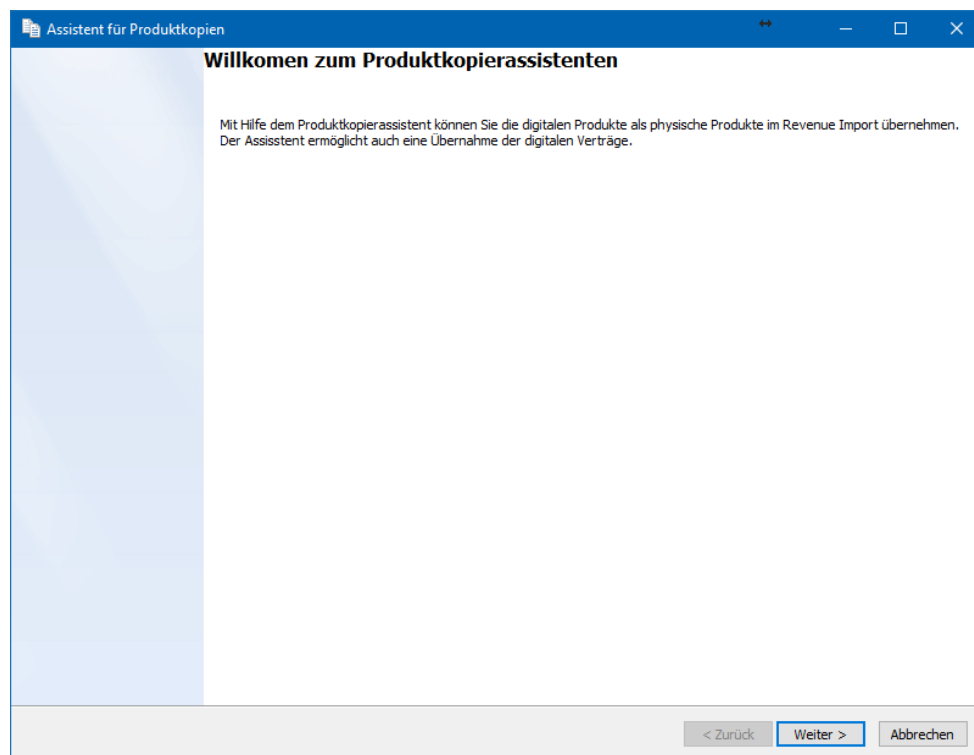 Assistent für Produktkopien
Willkomen zum Produktkopierassistenten
Mit Hilfe dem Produktkopierassistent können Sie die digitalen Produkte als physische Produkte im Revenue Import übernehmen.
Der Assisstent ermöglicht auch eine Übernahme der digitalen Verträge.
< Zurück Weiter > Abbrechen